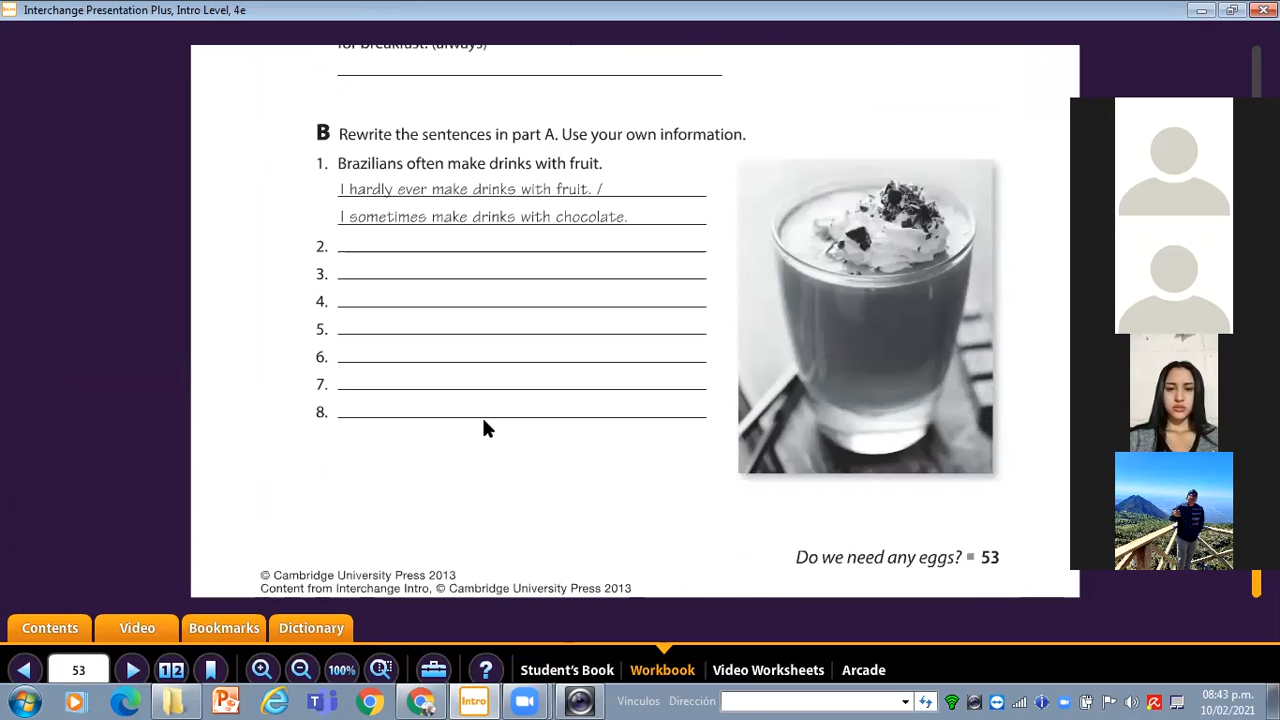 Interchange Presentation Plus, Intro Level, 4e
for breakfast. (always)
B Rewrite the sentences in part A. Use your own information.
1. Brazilians often make drinks with fruit.
I hardly ever make drinks with fruit. /
I sometimes make drinks with chocolate.
2.
3.
4.
5.
6.
7.
8.
Do we need any eggs? ■ 53
© Cambridge University Press 2013
Content from Interchange Intro, © Cambridge University Press 2013
Contents Video Bookmarks Dictionary
53 12 100% ? Student's Book Workbook Video Worksheets Arcade
Intro Vínculos Dirección 08:43 p.m.
10/02/2021